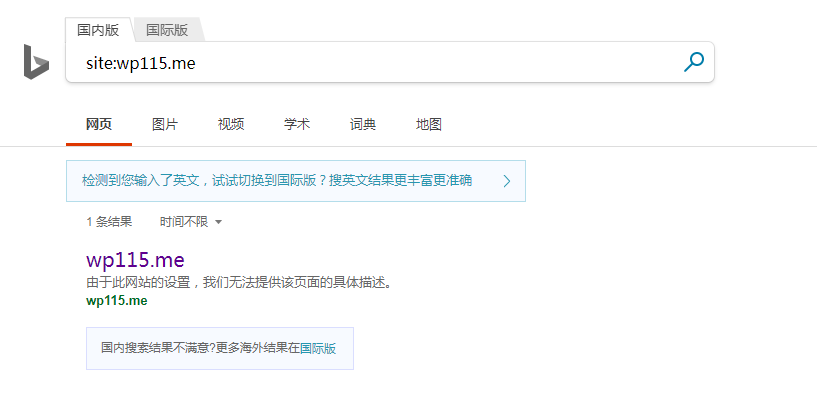 国内版 国际版
site:wp115.me
网页 图片 视频 学术 词典 地图
检测到您输入了英文，试试切换到国际版？搜英文结果更丰富更准确
1 条结果 时间不限
wp115.me
由于此网站的设置，我们无法提供该页面的具体描述。
wp115.me
国内搜索结果不满意?更多海外结果在国际版